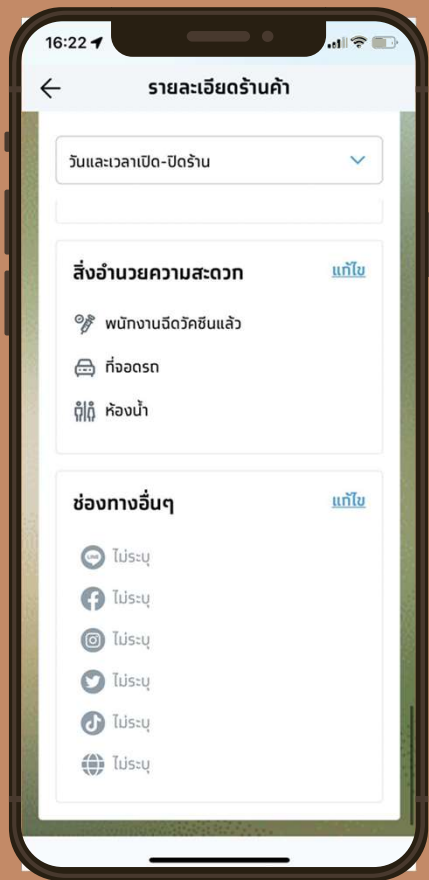 16:22
รายละเอียดร้านค้า
วันและเวลาเปิด-ปิดร้าน
สิ่งอำนวยความสะดวก แก้ไข
พนักงานฉีดวัคซีนแล้ว
ที่จอดรถ
ห้องน้ำ
ช่องทางอื่นๆ แก้ไข
LINE ไม่ระบุ
ไม่ระบุ
ไม่ระบุ
ไม่ระบุ
ไม่ระบุ
ไม่ระบุ